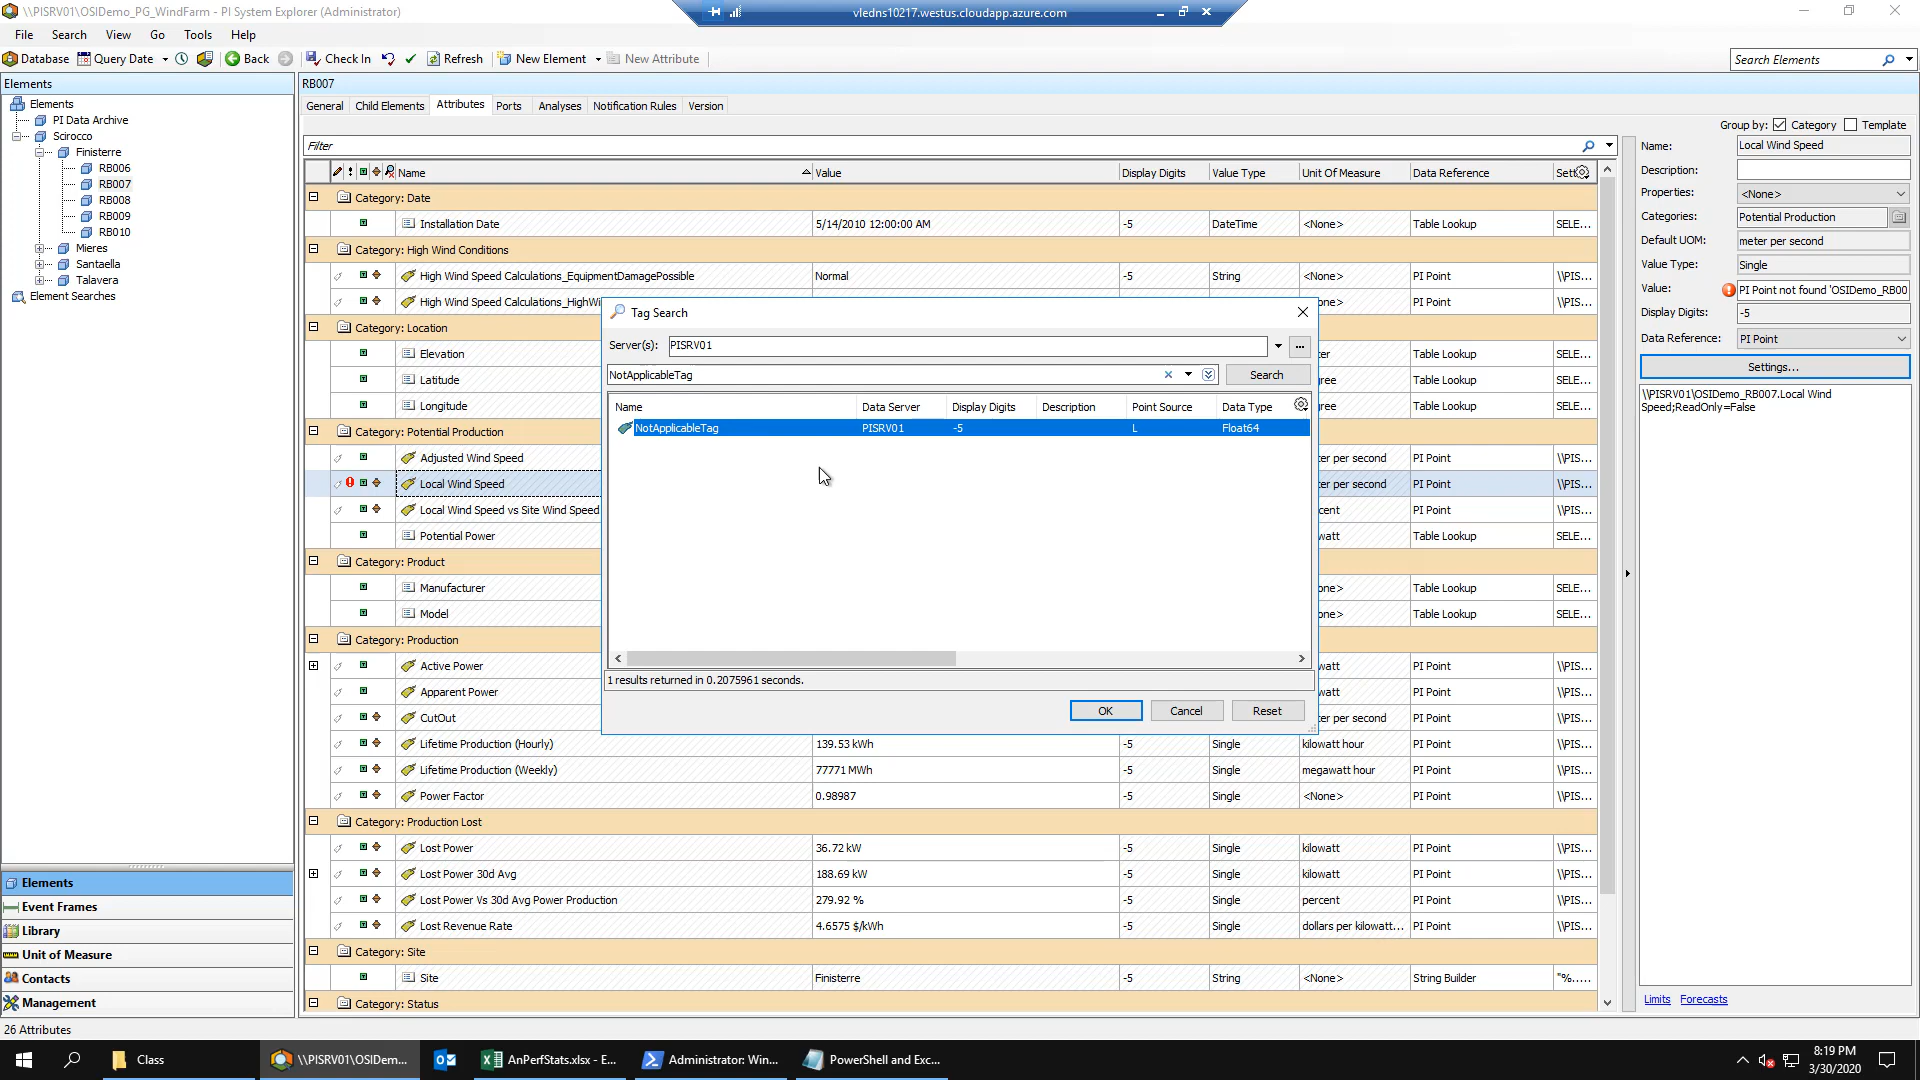 \\PISRV01\OSIDemo_PG_WindFarm - PI System Explorer (Administrator)
vledns10217.westus.cloudapp.azure.com
File Search View Go Tools Help
Database Query Date Back Check In Refresh New Element New Attribute
Search Elements
Elements
Elements
PI Data Archive
Scirocco
Finisterre
RB006
RB007
RB008
RB009
RB010
Mieres
Santaella
Talavera
Element Searches
Elements
Event Frames
Library
Unit of Measure
Contacts
Management
RB007
General Child Elements Attributes Ports Analyses Notification Rules Version
Group by: Category Template
Filter
Name Value Display Digits Value Type Unit Of Measure Data Reference
Category: Date
Installation Date 5/14/2010 12:00:00 AM -5 DateTime <None> Table Lookup SELE...
Category: High Wind Conditions
High Wind Speed Calculations_EquipmentDamagePossible Normal -5 String <None> PI Point \\PIS...
High Wind Speed Calculations_HighWi PI Point \\PIS...
Category: Location
Elevation Table Lookup SELE...
Latitude Table Lookup SELE...
Longitude Table Lookup SELE...
Category: Potential Production
Adjusted Wind Speed per second PI Point \\PIS...
Local Wind Speed per second PI Point \\PIS...
Local Wind Speed vs Site Wind Speed PI Point \\PIS...
Potential Power Table Lookup SELE...
Category: Product
Manufacturer Table Lookup SELE...
Model Table Lookup SELE...
Category: Production
Active Power PI Point \\PIS...
Apparent Power PI Point \\PIS...
CutOut per second PI Point \\PIS...
Lifetime Production (Hourly) 139.53 kWh -5 Single kilowatt hour PI Point \\PIS...
Lifetime Production (Weekly) 77771 MWh -5 Single megawatt hour PI Point \\PIS...
Power Factor 0.98987 -5 Single <None> PI Point \\PIS...
Category: Production Lost
Lost Power 36.72 kW -5 Single kilowatt PI Point \\PIS...
Lost Power 30d Avg 188.69 kW -5 Single kilowatt PI Point \\PIS...
Lost Power Vs 30d Avg Power Production 279.92 % -5 Single percent PI Point \\PIS...
Lost Revenue Rate 4.6575 $/kWh -5 Single dollars per kilowatt... PI Point \\PIS...
Category: Site
Site Finisterre -5 String <None> String Builder "%.....
Category: Status
Tag Search
Server(s): PISRV01
NotApplicableTag Search
Name Data Server Display Digits Description Point Source Data Type
NotApplicableTag PISRV01 -5 L Float64
1 results returned in 0.2075961 seconds.
OK Cancel Reset
Name: Local Wind Speed
Description:
Properties: <None>
Categories: Potential Production
Default UOM: meter per second
Value Type: Single
Value: PI Point not found 'OSIDemo_RB00
Display Digits: -5
Data Reference: PI Point
Settings...
\\PISRV01\OSIDemo_RB007.Local Wind
Speed;ReadOnly=False
Limits Forecasts
26 Attributes
Class \\PISRV01\OSIDem... AnPerfStats.xlsx - E... Administrator: Win... PowerShell and Exc...
8:19 PM
3/30/2020